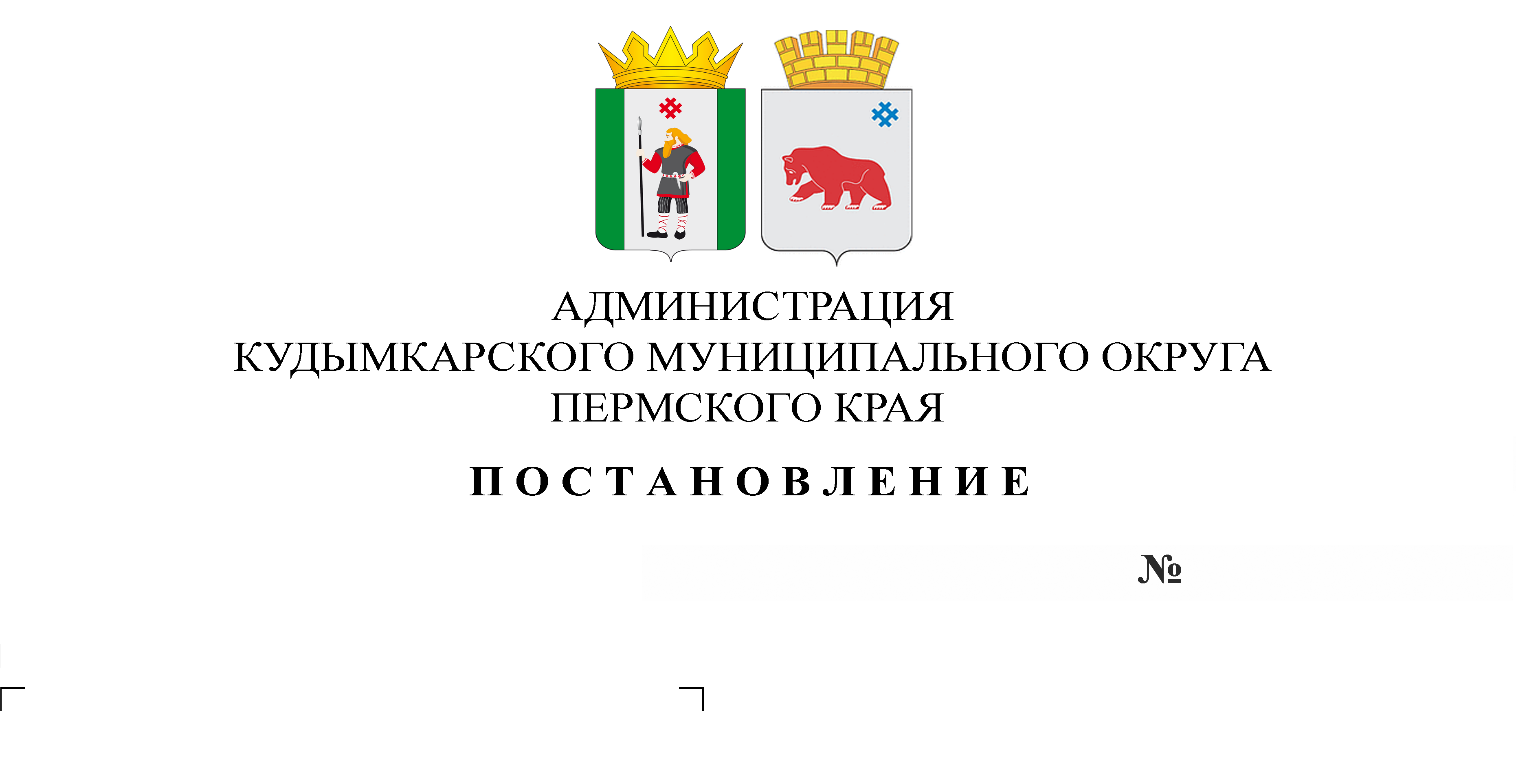 АДМИНИСТРАЦИЯ
КУДЫМКАРСКОГО МУНИЦИПАЛЬНОГО ОКРУГА
ПЕРМСКОГО КРАЯ
П О С Т А Н О В Л Е Н И Е
№